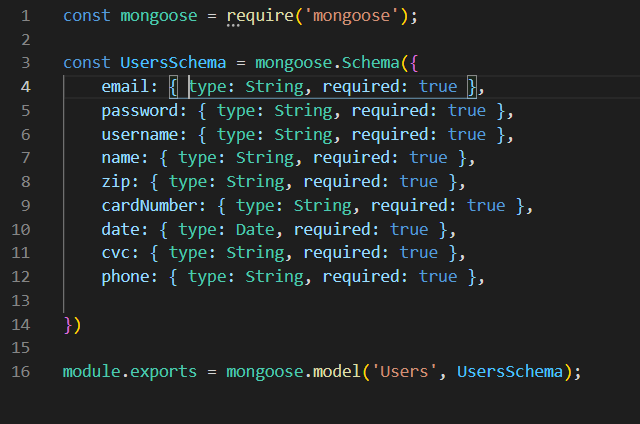 1 const mongoose = require('mongoose');
2
3 const UsersSchema = mongoose.Schema({
4     email: { type: String, required: true },
5     password: { type: String, required: true },
6     username: { type: String, required: true },
7     name: { type: String, required: true },
8     zip: { type: String, required: true },
9     cardNumber: { type: String, required: true },
10     date: { type: Date, required: true },
11     cvc: { type: String, required: true },
12     phone: { type: String, required: true },
13
14 })
15
16 module.exports = mongoose.model('Users', UsersSchema);